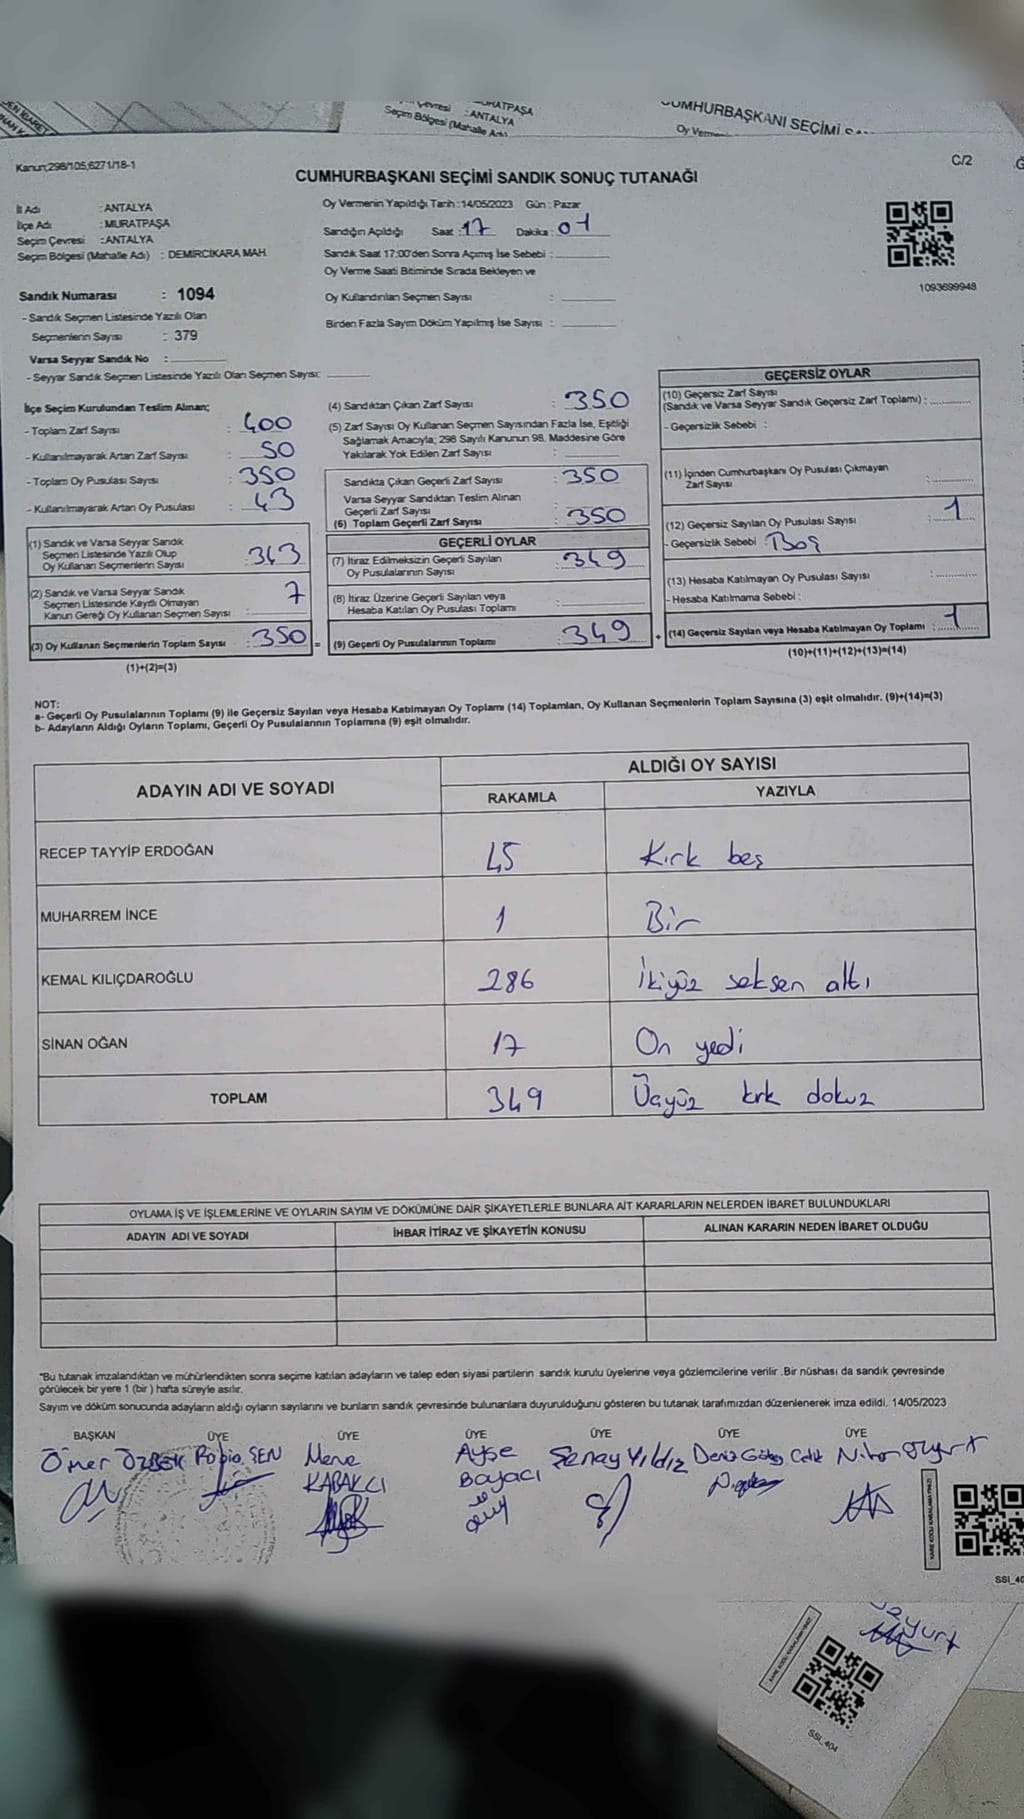 MURATPAŞA
: ANTALYA
Seçim Bölgesi (Mahalle Adı)
CUMHURBAŞKANI SEÇİMİ
Oy Vermenin
Kanun;298/105,6271/18-1
C/2
CUMHURBAŞKANI SEÇİMİ SANDIK SONUÇ TUTANAĞI
İl Adı : ANTALYA
İlçe Adı : MURATPAŞA
Seçim Çevresi : ANTALYA
Seçim Bölgesi (Mahalle Adı) : DEMİRCİKARA MAH.
Oy Vermenin Yapıldığı Tarih :14/05/2023 Gün : Pazar
Sandığın Açıldığı Saat : 17 Dakika : 01
Sandık Saat 17:00'den Sonra Açımış İse Sebebi :
Oy Verme Saati Bitiminde Sırada Bekleyen ve
Oy Kullandırılan Seçmen Sayısı :
Birden Fazla Sayım Döküm Yapılmış İse Sayısı :
1093699948
Sandık Numarası : 1094
- Sandık Seçmen Listesinde Yazılı Olan
Seçmenlerin Sayısı : 379
Varsa Seyyar Sandık No :
- Seyyar Sandık Seçmen Listesinde Yazılı Olan Seçmen Sayısı:
İlçe Seçim Kurulundan Teslim Alınan;
- Toplam Zarf Sayısı : 400
- Kullanılmayarak Artan Zarf Sayısı : 50
- Toplam Oy Pusulası Sayısı : 350
- Kullanılmayarak Artan Oy Pusulası : 43
(1) Sandık ve Varsa Seyyar Sandık
Seçmen Listesinde Yazılı Olup
Oy Kullanan Seçmenlerin Sayısı : 343
(2) Sandık ve Varsa Seyyar Sandık
Seçmen Listesinde Kayıtlı Olmayan
Kanun Gereği Oy Kullanan Seçmen Sayısı : 7
(3) Oy Kullanan Seçmenlerin Toplam Sayısı : 350 =
(1)+(2)=(3)
(4) Sandıktan Çıkan Zarf Sayısı : 350
(5) Zarf Sayısı Oy Kullanan Seçmen Sayısından Fazla İse, Eşitliği
Sağlamak Amacıyla; 298 Sayılı Kanunun 98. Maddesine Göre
Yakılarak Yok Edilen Zarf Sayısı :
Sandıkta Çıkan Geçerli Zarf Sayısı : 350
Varsa Seyyar Sandıktan Teslim Alınan
Geçerli Zarf Sayısı :
(6) Toplam Geçerli Zarf Sayısı : 350
GEÇERLİ OYLAR
(7) İtiraz Edilmeksizin Geçerli Sayılan
Oy Pusulalarının Sayısı : 349
(8) İtiraz Üzerine Geçerli Sayılan veya
Hesaba Katılan Oy Pusulası Toplamı :
(9) Geçerli Oy Pusulalarının Toplamı : 349 +
GEÇERSİZ OYLAR
(10) Geçersiz Zarf Sayısı
(Sandık ve Varsa Seyyar Sandık Geçersiz Zarf Toplamı) :
- Geçersizlik Sebebi :
(11) İçinden Cumhurbaşkanı Oy Pusulası Çıkmayan
Zarf Sayısı :
(12) Geçersiz Sayılan Oy Pusulası Sayısı : 1
- Geçersizlik Sebebi : Boş
(13) Hesaba Katılmayan Oy Pusulası Sayısı :
- Hesaba Katılmama Sebebi :
(14) Geçersiz Sayılan veya Hesaba Katılmayan Oy Toplamı : 1
(10)+(11)+(12)+(13)=(14)
NOT:
a- Geçerli Oy Pusulalarının Toplamı (9) ile Geçersiz Sayılan veya Hesaba Katılmayan Oy Toplamı (14) Toplamları, Oy Kullanan Seçmenlerin Toplam Sayısına (3) eşit olmalıdır. (9)+(14)=(3)
b- Adayların Aldığı Oyların Toplamı, Geçerli Oy Pusulalarının Toplamına (9) eşit olmalıdır.
ADAYIN ADI VE SOYADI
ALDIĞI OY SAYISI
RAKAMLA YAZIYLA
RECEP TAYYİP ERDOĞAN 45 Kırk beş
MUHARREM İNCE 1 Bir
KEMAL KILIÇDAROĞLU 286 İkiyüz seksen altı
SİNAN OĞAN 17 On yedi
TOPLAM 349 Üçyüz kırk dokuz
OYLAMA İŞ VE İŞLEMLERİNE VE OYLARIN SAYIM VE DÖKÜMÜNE DAİR ŞİKAYETLERLE BUNLARA AİT KARARLARIN NELERDEN İBARET BULUNDUKLARI
ADAYIN ADI VE SOYADI İHBAR İTİRAZ VE ŞİKAYETİN KONUSU ALINAN KARARIN NEDEN İBARET OLDUĞU
"Bu tutanak imzalandıktan ve mühürlendikten sonra seçime katılan adayların ve talep eden siyasi partilerin sandık kurulu üyelerine veya gözlemcilerine verilir .Bir nüshası da sandık çevresinde
görülecek bir yere 1 (bir ) hafta süreyle asılır.
Sayım ve döküm sonucunda adayların aldığı oyların sayılarını ve bunların sandık çevresinde bulunanlara duyurulduğunu gösteren bu tutanak tarafımızdan düzenlenerek imza edildi. 14/05/2023
BAŞKAN ÜYE ÜYE ÜYE ÜYE ÜYE ÜYE
Ömer ÖZBEK ŞEN Merve Ayşe Şenay Yıldız Deniz Çelik
KARAKCI Boyacı
KARE KODU KARALAMAYINIZ!
SSI_40
KARE KODU KARALAMAYINIZ!
SSI_404